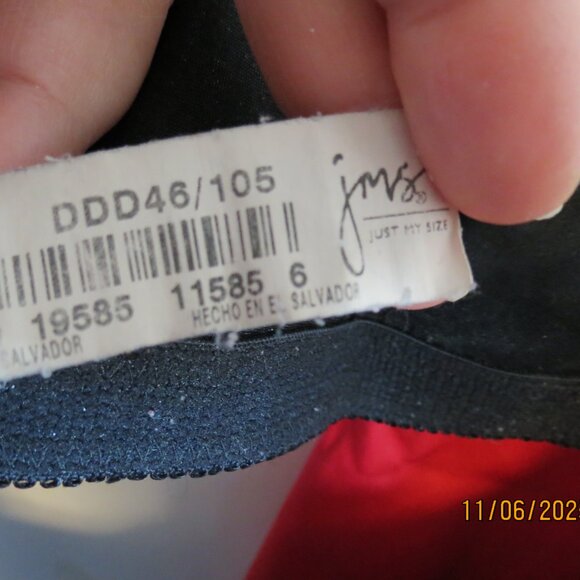 DDD46/105
jms
JUST MY SIZE
19585 11585 6
SALVADOR
HECHO EN EL SALVADOR
11/06/202